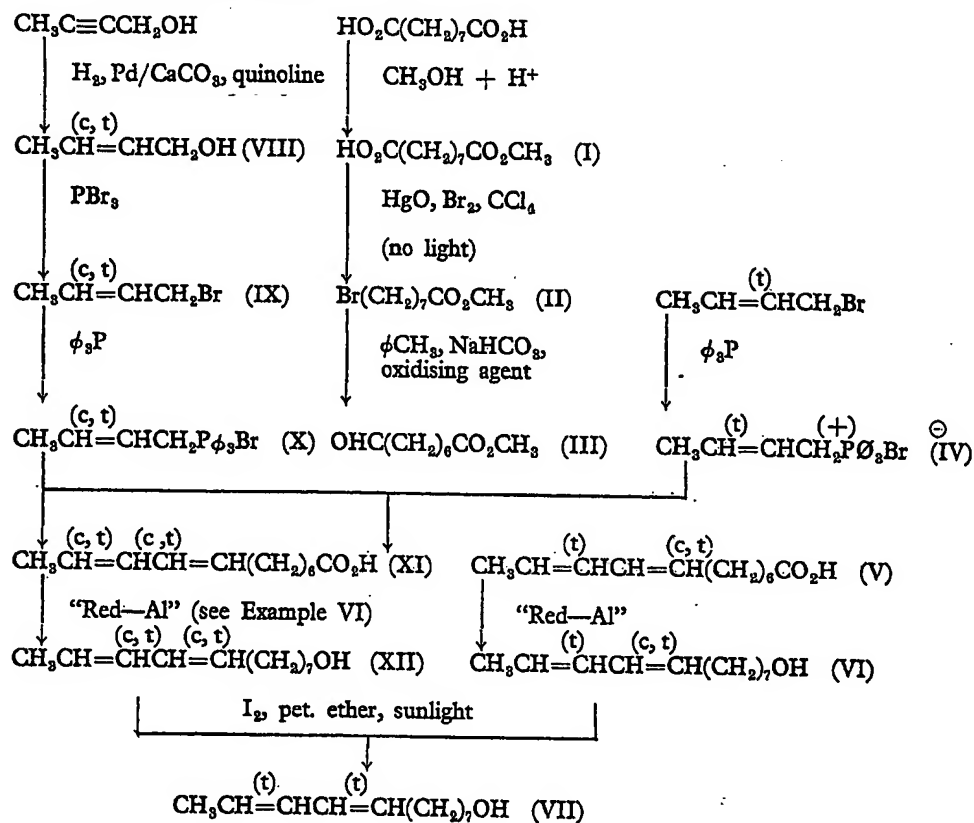 CH₃C≡CCH₂OH HO₂C(CH₂)₇CO₂H
H₂, Pd/CaCO₃, quinoline CH₃OH + H⁺
(c, t)
CH₃CH=CHCH₂OH (VIII) HO₂C(CH₂)₇CO₂CH₃ (I)
PBr₃ HgO, Br₂, CCl₄
(no light)
(c, t) (t)
CH₃CH=CHCH₂Br (IX) Br(CH₂)₇CO₂CH₃ (II) CH₃CH=CHCH₂Br
ϕ₃P ϕCH₃, NaHCO₃, ϕ₃P
oxidising agent
(c, t) (t) (+) ⊖
CH₃CH=CHCH₂Pϕ₃Br (X) OHC(CH₂)₆CO₂CH₃ (III) CH₃CH=CHCH₂PØ₃Br (IV)
(c, t) (c ,t) (t) (c, t)
CH₃CH=CHCH=CH(CH₂)₆CO₂H (XI) CH₃CH=CHCH=CH(CH₂)₆CO₂H (V)
"Red—Al" (see Example VI) "Red—Al"
(c, t) (c, t) (t) (c, t)
CH₃CH=CHCH=CH(CH₂)₇OH (XII) CH₃CH=CHCH=CH(CH₂)₇OH (VI)
I₂, pet. ether, sunlight
(t) (t)
CH₃CH=CHCH=CH(CH₂)₇OH (VII)